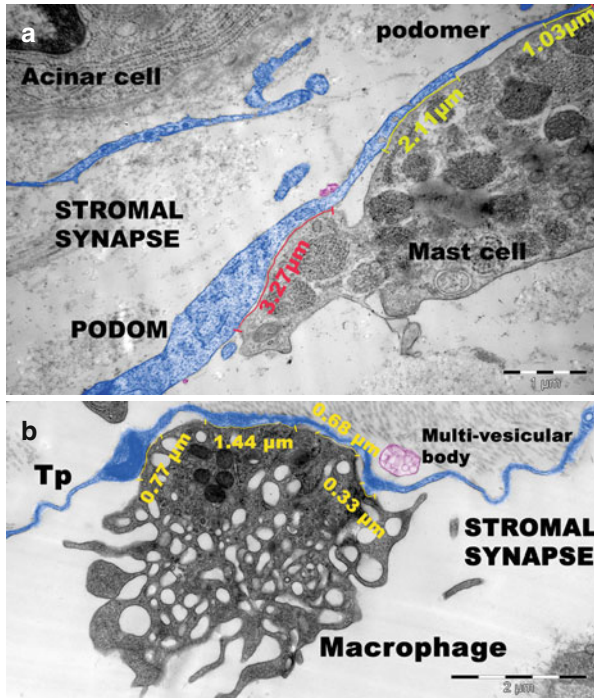 a
podomer
1.03µm
Acinar cell
2.11µm
STROMAL
SYNAPSE
Mast cell
3.27µm
PODOM
1 µm
b
0.68 µm
1.44 µm
Multi-vesicular
body
Tp
0.77 µm
0.33 µm
STROMAL
SYNAPSE
Macrophage
2 µm